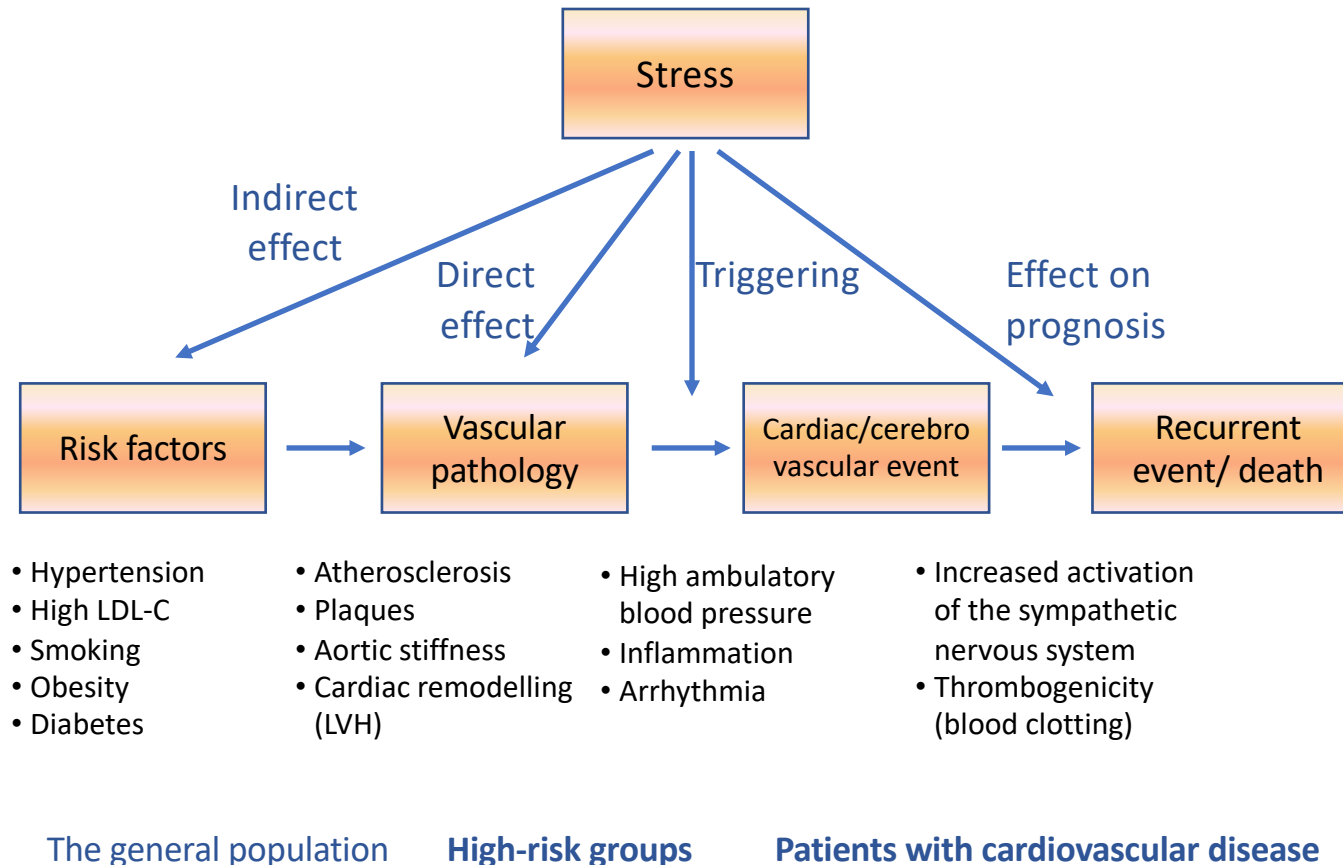 Stress
Indirect
effect
Direct
effect
Triggering
Effect on
prognosis
Risk factors
Vascular
pathology
Cardiac/cerebro
vascular event
Recurrent
event/ death
• Hypertension
• High LDL-C
• Smoking
• Obesity
• Diabetes
• Atherosclerosis
• Plaques
• Aortic stiffness
• Cardiac remodelling
(LVH)
• High ambulatory
blood pressure
• Inflammation
• Arrhythmia
• Increased activation
of the sympathetic
nervous system
• Thrombogenicity
(blood clotting)
The general population
High-risk groups
Patients with cardiovascular disease